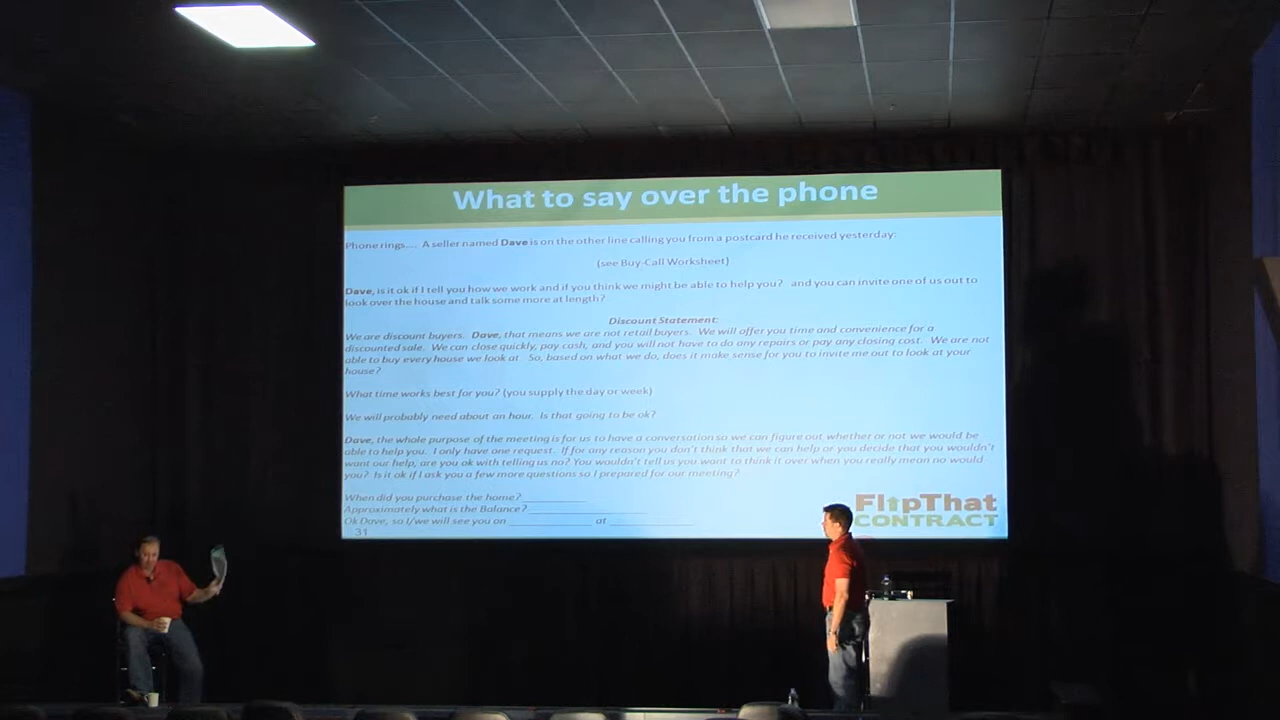 What to say over the phone
Phone rings.... A seller named Dave is on the other line calling you from a postcard he received yesterday:
(see Buy-Call Worksheet)
Dave, is it ok if I tell you how we work and if you think we might be able to help you? and you can invite one of us out to
look over the house and talk some more at length?
Discount Statement:
We are discount buyers. Dave, that means we are not retail buyers. We will offer you time and convenience for a
discounted sale. We can close quickly, pay cash, and you will not have to do any repairs or pay any closing cost. We are not
able to buy every house we look at. So, based on what we do, does it make sense for you to invite me out to look at your
house?
What time works best for you? (you supply the day or week)
We will probably need about an hour, is that going to be ok?
Dave, the whole purpose of the meeting is for us to have a conversation so we can figure out whether or not we would be
able to help you. I only have one request. If for any reason you don't think that we can help or you decide that you wouldn't
want our help, are you ok with telling us no? You wouldn't tell us you want to think it over when you really mean no would
you? Is it ok if I ask you a few more questions so I prepared for our meeting?
When did you purchase the home?__________
Approximately what is the Balance?____________________
Ok Dave, so I/we will see you on ______________ at ______________
31
FlipThat
CONTRACT